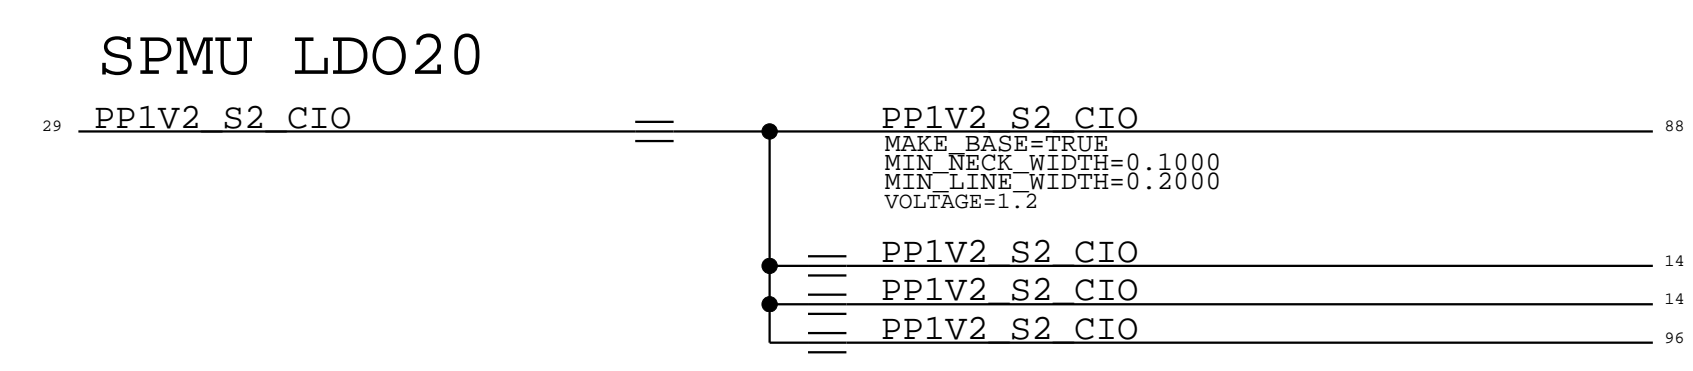 SPMU LDO20
29 PP1V2_S2_CIO PP1V2_S2_CIO 88
MAKE_BASE=TRUE
MIN_NECK_WIDTH=0.1000
MIN_LINE_WIDTH=0.2000
VOLTAGE=1.2
PP1V2_S2_CIO 14
PP1V2_S2_CIO 14
PP1V2_S2_CIO 96